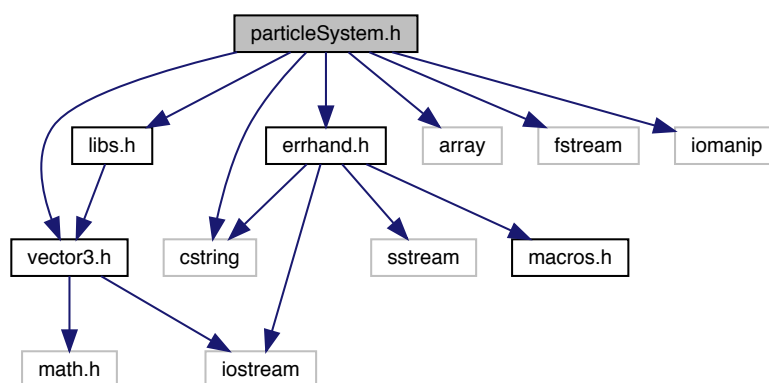 particleSystem.h
libs.h
errhand.h
array
fstream
iomanip
vector3.h
cstring
sstream
macros.h
math.h
iostream